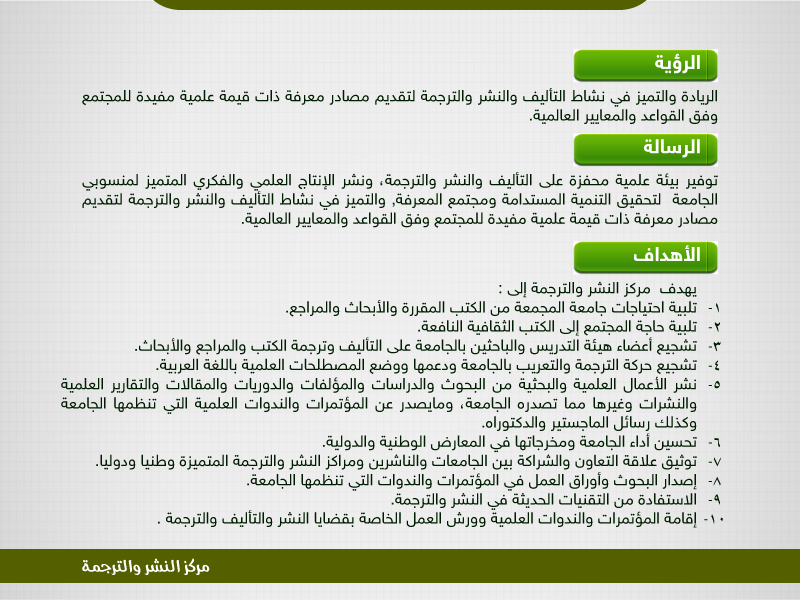 الرؤية
الريادة والتميز في نشاط التأليف والنشر والترجمة لتقديم مصادر معرفة ذات قيمة علمية مفيدة للمجتمع
وفق القواعد والمعايير العالمية.
الرسالة
توفير بيئة علمية محفزة على التأليف والنشر والترجمة، ونشر الإنتاج العلمي والفكري المتميز لمنسوبي
الجامعة لتحقيق التنمية المستدامة ومجتمع المعرفة, والتميز في نشاط التأليف والنشر والترجمة لتقديم
مصادر معرفة ذات قيمة علمية مفيدة للمجتمع وفق القواعد والمعايير العالمية.
الأهداف
يهدف مركز النشر والترجمة إلى :
١- تلبية احتياجات جامعة المجمعة من الكتب المقررة والأبحاث والمراجع.
٢- تلبية حاجة المجتمع إلى الكتب الثقافية النافعة.
٣- تشجيع أعضاء هيئة التدريس والباحثين بالجامعة على التأليف وترجمة الكتب والمراجع والأبحاث.
٤- تشجيع حركة الترجمة والتعريب بالجامعة ودعمها ووضع المصطلحات العلمية باللغة العربية.
٥- نشر الأعمال العلمية والبحثية من البحوث والدراسات والمؤلفات والدوريات والمقالات والتقارير العلمية
والنشرات وغيرها مما تصدره الجامعة، ومايصدر عن المؤتمرات والندوات العلمية التي تنظمها الجامعة
وكذلك رسائل الماجستير والدكتوراه.
٦- تحسين أداء الجامعة ومخرجاتها في المعارض الوطنية والدولية.
٧- توثيق علاقة التعاون والشراكة بين الجامعات والناشرين ومراكز النشر والترجمة المتميزة وطنيا ودوليا.
٨- إصدار البحوث وأوراق العمل في المؤتمرات والندوات التي تنظمها الجامعة.
٩- الاستفادة من التقنيات الحديثة في النشر والترجمة.
١٠- إقامة المؤتمرات والندوات العلمية وورش العمل الخاصة بقضايا النشر والتأليف والترجمة .
مركز النشر والترجمة